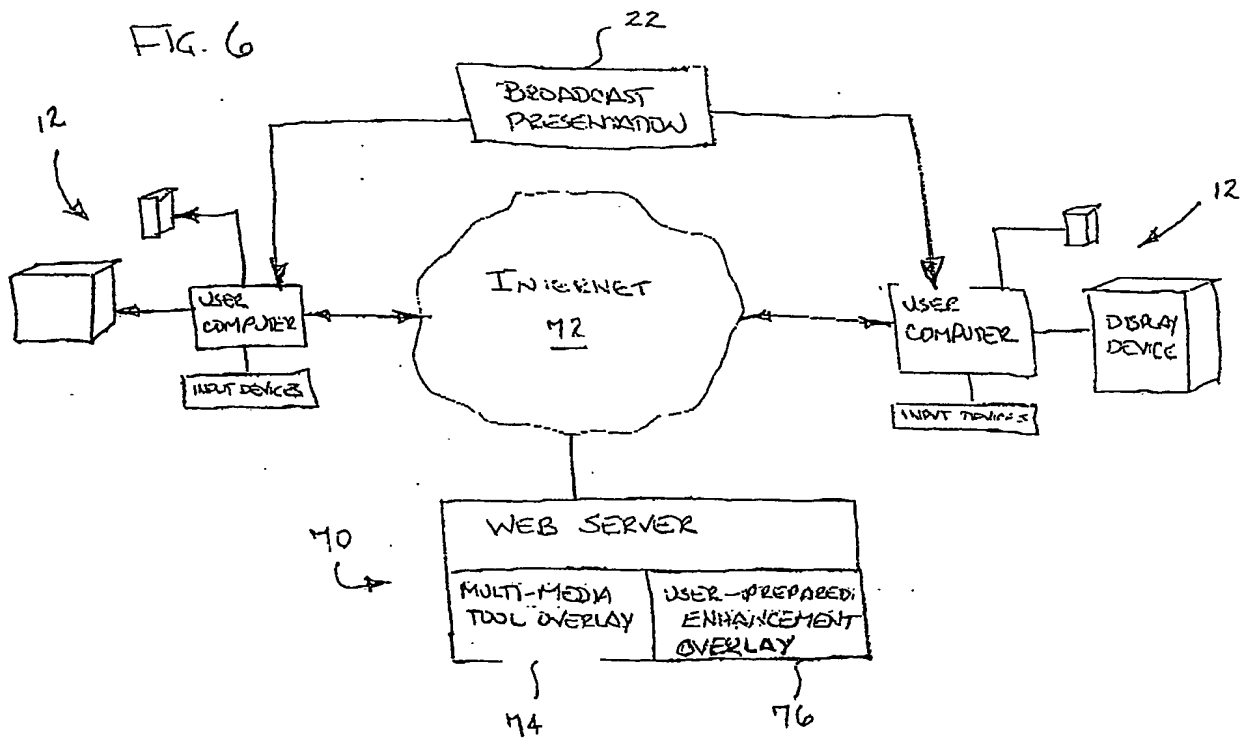 FIG. 6
22
BROADCAST
PRESENTATION
12
12
INTERNET
72
USER
COMPUTER
INPUT DEVICES
USER
COMPUTER
DISPLAY
DEVICE
INPUT DEVICES
WEB SERVER
70
MULTI-MEDIA
TOOL OVERLAY
USER-PREPARED
ENHANCEMENT
OVERLAY
74
76